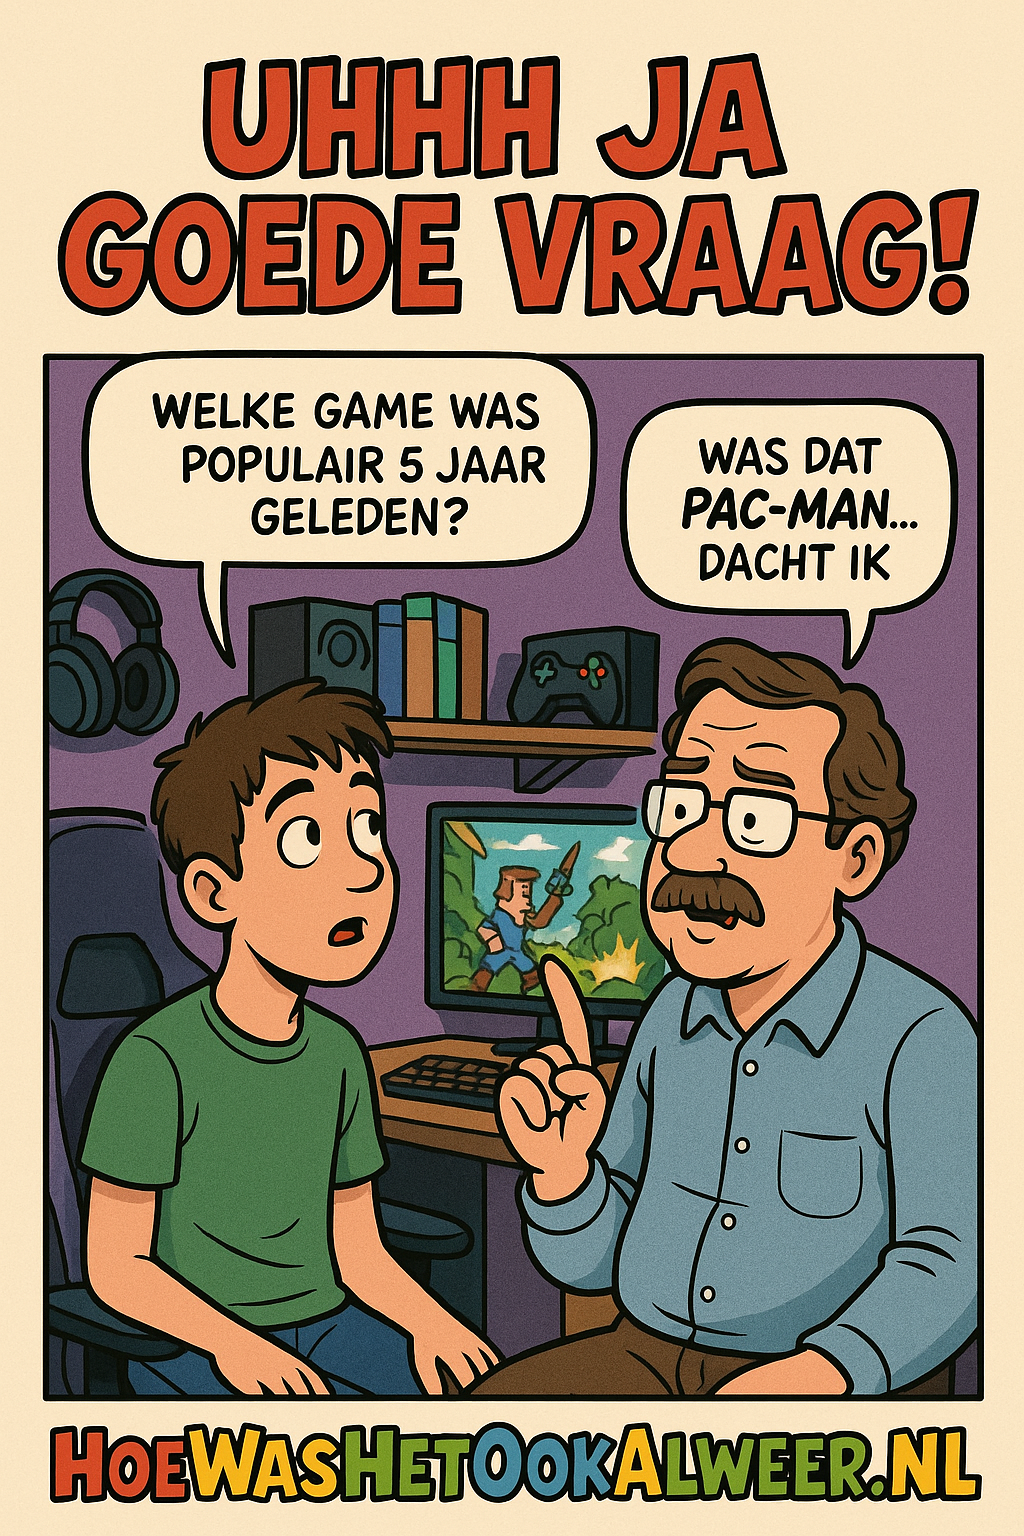 UHHH JA
GOEDE VRAAG!
WELKE GAME WAS
POPULAIR 5 JAAR
GELEDEN?
WAS DAT
PAC-MAN...
DACHT IK
HOEWASHETOOKALWEER.NL